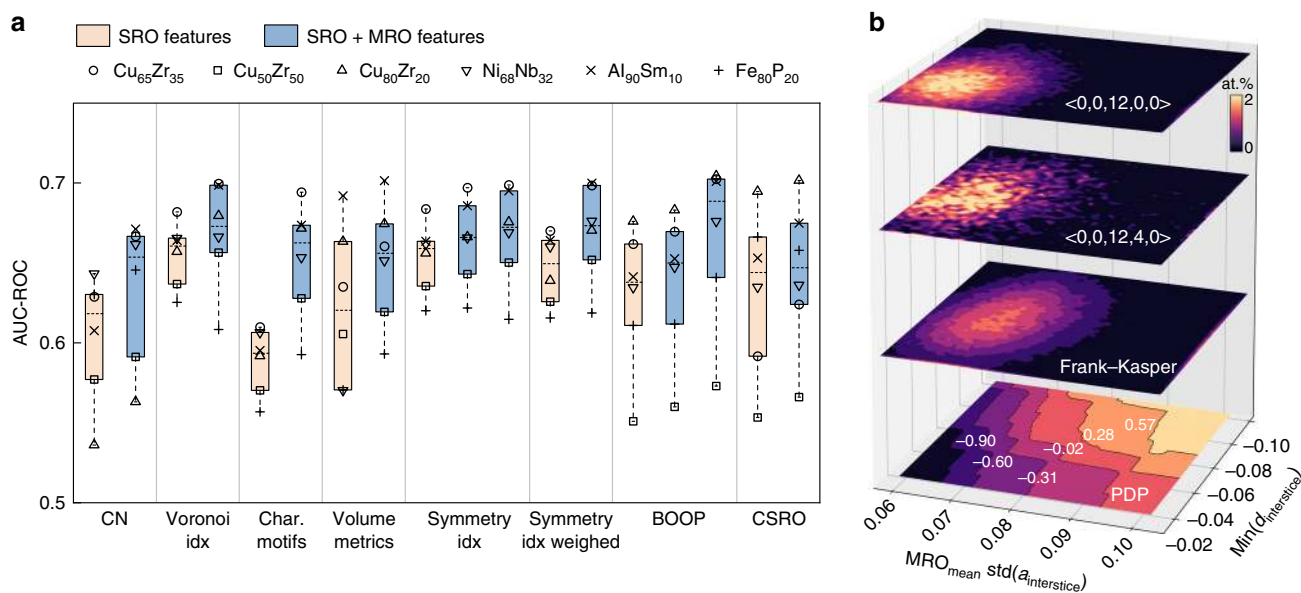 a
SRO features SRO + MRO features
Cu65Zr35 Cu50Zr50 Cu80Zr20 Ni68Nb32 Al90Sm10 Fe80P20
AUC-ROC
0.7
0.6
0.5
CN Voronoi idx Char. motifs Volume metrics Symmetry idx Symmetry idx weighed BOOP CSRO
b
at.%
2
0
<0,0,12,0,0>
<0,0,12,4,0>
Frank–Kasper
PDP
−0.90
−0.60
−0.31
−0.02
0.28
0.57
0.06 0.07 0.08 0.09 0.10
MROmean std(ainterstice)
−0.10
−0.08
−0.06
−0.04
−0.02
Min(dinterstice)